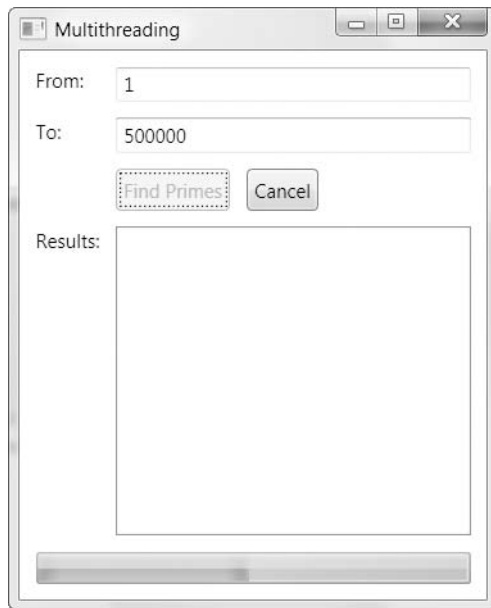 Multithreading
From: 1
To: 500000
Find Primes Cancel
Results: